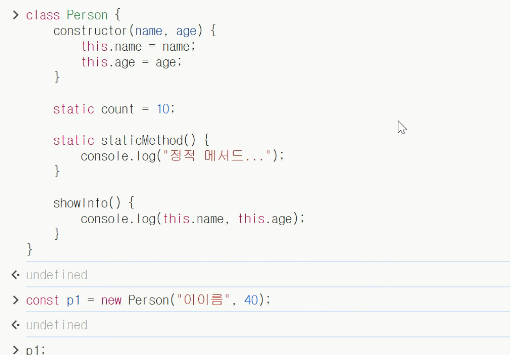 class Person {
constructor(name, age) {
this.name = name;
this.age = age;
}
static count = 10;
static staticMethod() {
console.log("정적 메서드...");
}
showInfo() {
console.log(this.name, this.age);
}
}
undefined
const p1 = new Person("이이름", 40);
undefined
p1;